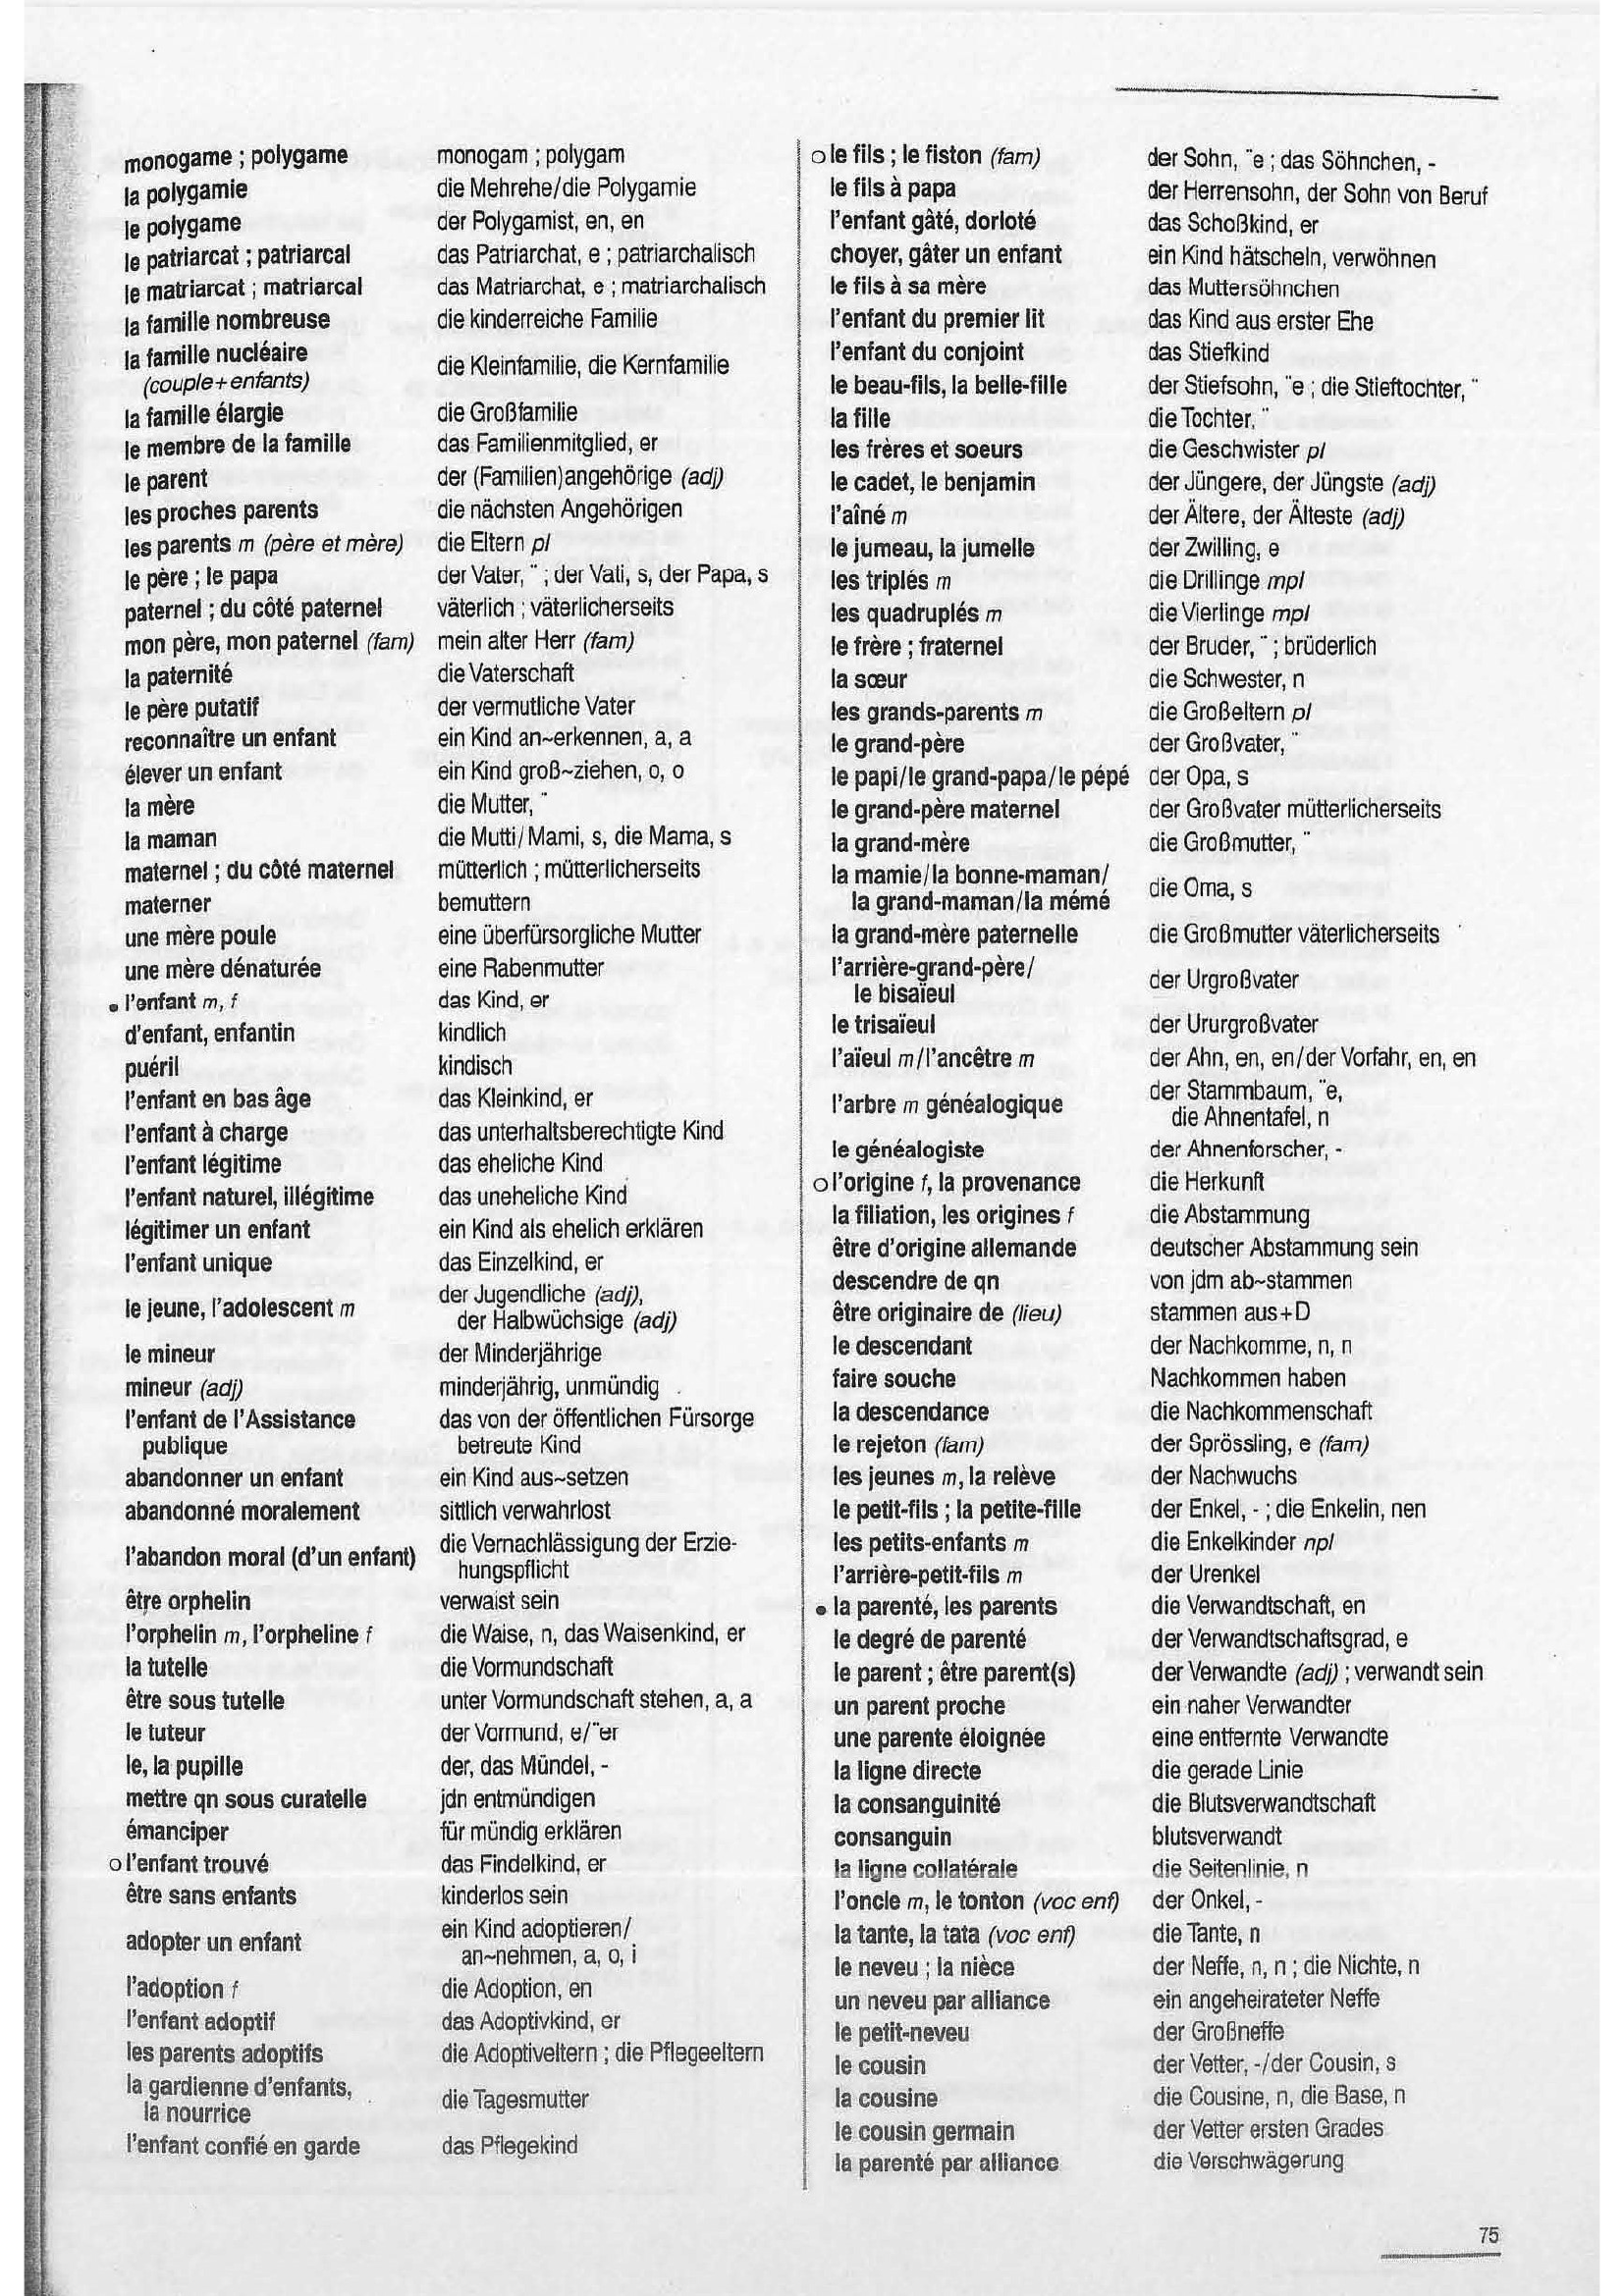 monogame ; polygame monogam ; polygam
la polygamie die Mehrehe/die Polygamie
le polygame der Polygamist, en, en
le patriarcat ; patriarcal das Patriarchat, e ; patriarchalisch
le matriarcat ; matriarcal das Matriarchat, e ; matriarchalisch
la famille nombreuse die kinderreiche Familie
la famille nucléaire
(couple+enfants) die Kleinfamilie, die Kernfamilie
la famille élargie die Großfamilie
le membre de la famille das Familienmitglied, er
le parent der (Familien)angehörige (adj)
les proches parents die nächsten Angehörigen
les parents m (père et mère) die Eltern pl
le père ; le papa der Vater, ¨ ; der Vati, s, der Papa, s
paternel ; du côté paternel väterlich ; väterlicherseits
mon père, mon paternel (fam) mein alter Herr (fam)
la paternité die Vaterschaft
le père putatif der vermutliche Vater
reconnaître un enfant ein Kind an~erkennen, a, a
élever un enfant ein Kind groß~ziehen, o, o
la mère die Mutter, ¨
la maman die Mutti/Mami, s, die Mama, s
maternel ; du côté maternel mütterlich ; mütterlicherseits
materner bemuttern
une mère poule eine überfürsorgliche Mutter
une mère dénaturée eine Rabenmutter
• l'enfant m, f das Kind, er
d'enfant, enfantin kindlich
puéril kindisch
l'enfant en bas âge das Kleinkind, er
l'enfant à charge das unterhaltsberechtigte Kind
l'enfant légitime das eheliche Kind
l'enfant naturel, illégitime das uneheliche Kind
légitimer un enfant ein Kind als ehelich erklären
l'enfant unique das Einzelkind, er
le jeune, l'adolescent m der Jugendliche (adj),
der Halbwüchsige (adj)
le mineur der Minderjährige
mineur (adj) minderjährig, unmündig
l'enfant de l'Assistance das von der öffentlichen Fürsorge
publique betreute Kind
abandonner un enfant ein Kind aus~setzen
abandonné moralement sittlich verwahrlost
l'abandon moral (d'un enfant) die Vernachlässigung der Erzie-
hungspflicht
être orphelin verwaist sein
l'orphelin m, l'orpheline f die Waise, n, das Waisenkind, er
la tutelle die Vormundschaft
être sous tutelle unter Vormundschaft stehen, a, a
le tuteur der Vormund, e/¨er
le, la pupille der, das Mündel, -
mettre qn sous curatelle jdn entmündigen
émanciper für mündig erklären
o l'enfant trouvé das Findelkind, er
être sans enfants kinderlos sein
adopter un enfant ein Kind adoptieren/
an~nehmen, a, o, i
l'adoption f die Adoption, en
l'enfant adoptif das Adoptivkind, er
les parents adoptifs die Adoptiveltern ; die Pflegeeltern
la gardienne d'enfants,
la nourrice die Tagesmutter
l'enfant confié en garde das Pflegekind
o le fils ; le fiston (fam) der Sohn, ¨e ; das Söhnchen, -
le fils à papa der Herrensohn, der Sohn von Beruf
l'enfant gâté, dorloté das Schoßkind, er
choyer, gâter un enfant ein Kind hätscheln, verwöhnen
le fils à sa mère das Muttersöhnchen
l'enfant du premier lit das Kind aus erster Ehe
l'enfant du conjoint das Stiefkind
le beau-fils, la belle-fille der Stiefsohn, ¨e ; die Stieftochter, ¨
la fille die Tochter, ¨
les frères et soeurs die Geschwister pl
le cadet, le benjamin der Jüngere, der Jüngste (adj)
l'aîné m der Ältere, der Älteste (adj)
le jumeau, la jumelle der Zwilling, e
les triplés m die Drillinge mpl
les quadruplés m die Vierlinge mpl
le frère ; fraternel der Bruder, ¨ ; brüderlich
la sœur die Schwester, n
les grands-parents m die Großeltern pl
le grand-père der Großvater, ¨
le papi/le grand-papa/le pépé der Opa, s
le grand-père maternel der Großvater mütterlicherseits
la grand-mère die Großmutter, ¨
la mamie/la bonne-maman/
la grand-maman/la mémé die Oma, s
la grand-mère paternelle die Großmutter väterlicherseits
l'arrière-grand-père/
le bisaïeul der Urgroßvater
le trisaïeul der Ururgroßvater
l'aïeul m/l'ancêtre m der Ahn, en, en/der Vorfahr, en, en
l'arbre m généalogique der Stammbaum, ¨e,
die Ahnentafel, n
le généalogiste der Ahnenforscher, -
o l'origine f, la provenance die Herkunft
la filiation, les origines f die Abstammung
être d'origine allemande deutscher Abstammung sein
descendre de qn von jdm ab~stammen
être originaire de (lieu) stammen aus+D
le descendant der Nachkomme, n, n
faire souche Nachkommen haben
la descendance die Nachkommenschaft
le rejeton (fam) der Sprössling, e (fam)
les jeunes m, la relève der Nachwuchs
le petit-fils ; la petite-fille der Enkel, - ; die Enkelin, nen
les petits-enfants m die Enkelkinder npl
l'arrière-petit-fils m der Urenkel
• la parenté, les parents die Verwandtschaft, en
le degré de parenté der Verwandtschaftsgrad, e
le parent ; être parent(s) der Verwandte (adj) ; verwandt sein
un parent proche ein naher Verwandter
une parente éloignée eine entfernte Verwandte
la ligne directe die gerade Linie
la consanguinité die Blutsverwandtschaft
consanguin blutsverwandt
la ligne collatérale die Seitenlinie, n
l'oncle m, le tonton (voc enf) der Onkel, -
la tante, la tata (voc enf) die Tante, n
le neveu ; la nièce der Neffe, n, n ; die Nichte, n
un neveu par alliance ein angeheirateter Neffe
le petit-neveu der Großneffe
le cousin der Vetter, -/der Cousin, s
la cousine die Cousine, n, die Base, n
le cousin germain der Vetter ersten Grades
la parenté par alliance die Verschwägerung
75